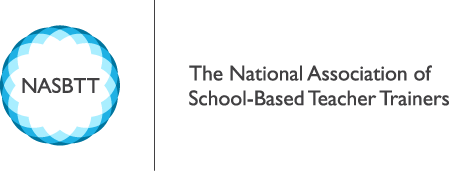 NASBTT
The National Association of
School-Based Teacher Trainers